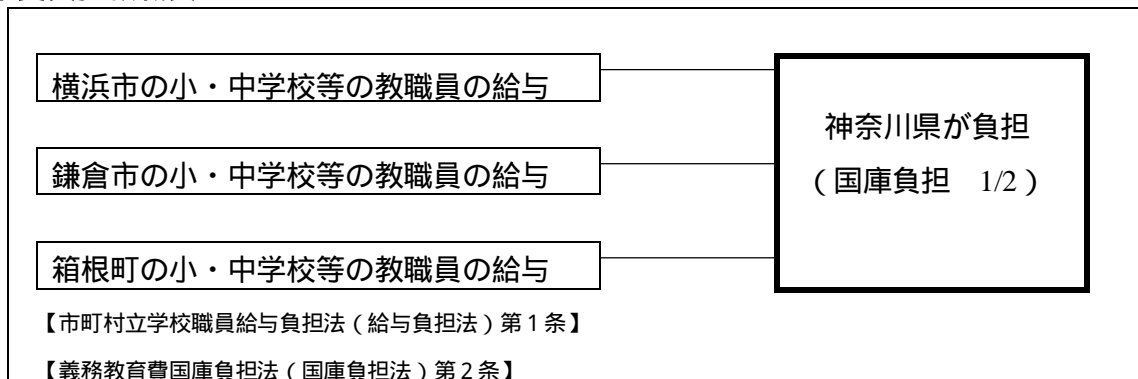 横浜市の小・中学校等の教職員の給与
鎌倉市の小・中学校等の教職員の給与
箱根町の小・中学校等の教職員の給与
神奈川県が負担
(国庫負担 1/2)
【市町村立学校職員給与負担法(給与負担法)第1条】
【義務教育費国庫負担法(国庫負担法)第2条】